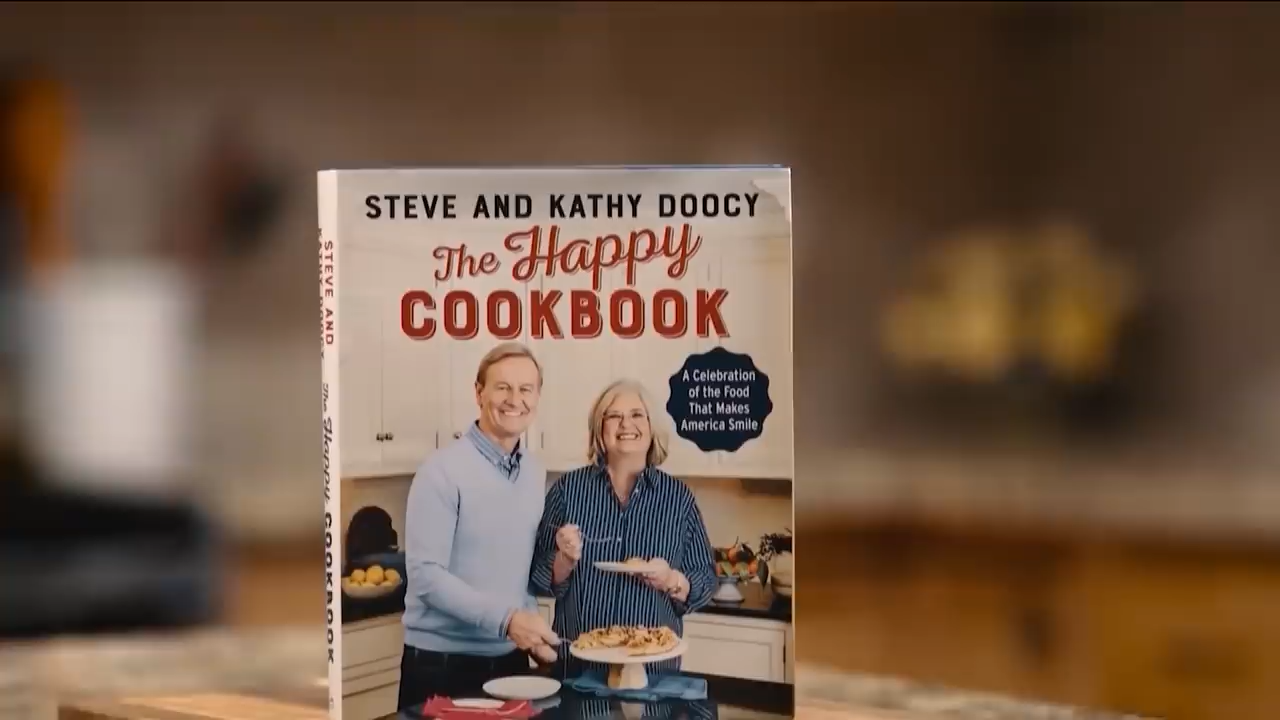 STEVE AND KATHY DOOCY
The Happy
COOKBOOK
A Celebration
of the Food
That Makes
America Smile
STEVE AND
The Happy COOKBOOK